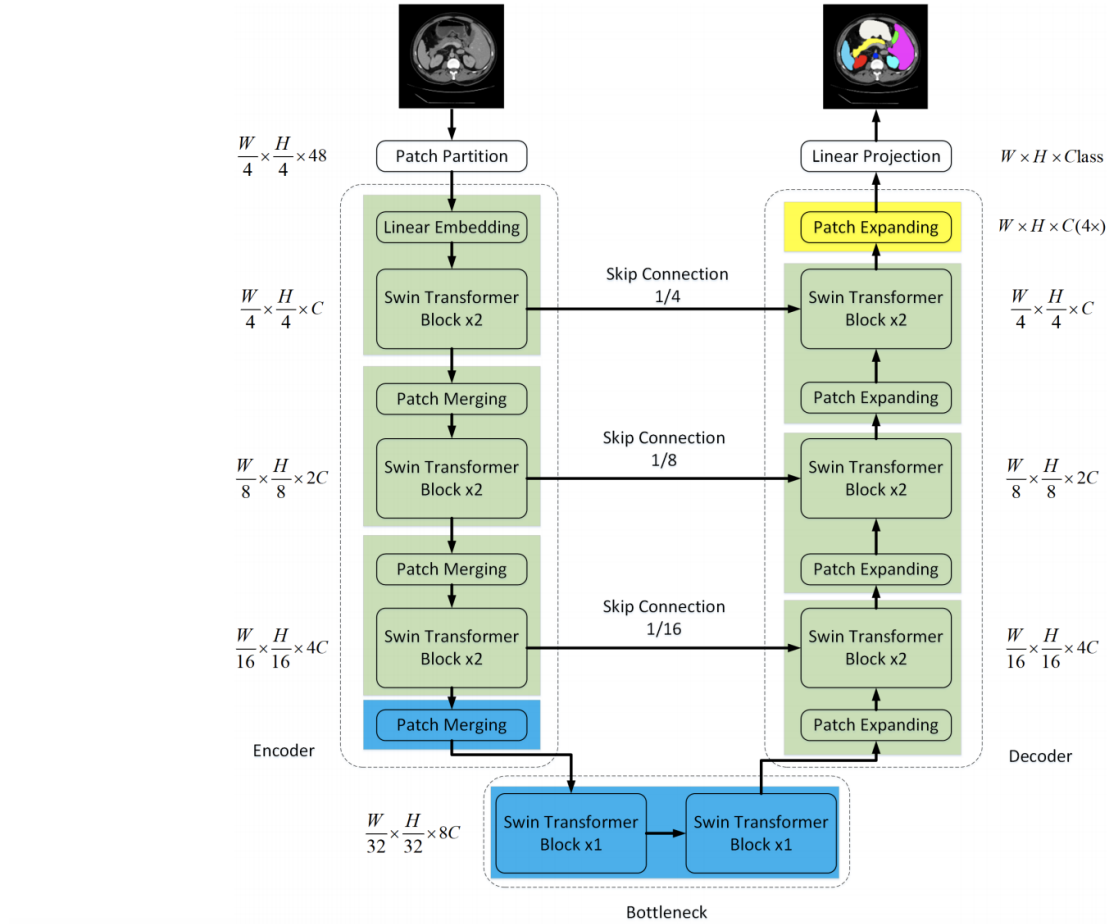 W/4 × H/4 × 48
Patch Partition
Linear Embedding
W/4 × H/4 × C
Swin Transformer
Block x2
Patch Merging
W/8 × H/8 × 2C
Swin Transformer
Block x2
Patch Merging
W/16 × H/16 × 4C
Swin Transformer
Block x2
Patch Merging
Encoder
Skip Connection
1/4
Skip Connection
1/8
Skip Connection
1/16
W/32 × H/32 × 8C
Swin Transformer
Block x1
Swin Transformer
Block x1
Bottleneck
Linear Projection
W × H × Class
Patch Expanding
W × H × C(4×)
Swin Transformer
Block x2
W/4 × H/4 × C
Patch Expanding
Swin Transformer
Block x2
W/8 × H/8 × 2C
Patch Expanding
Swin Transformer
Block x2
W/16 × H/16 × 4C
Patch Expanding
Decoder